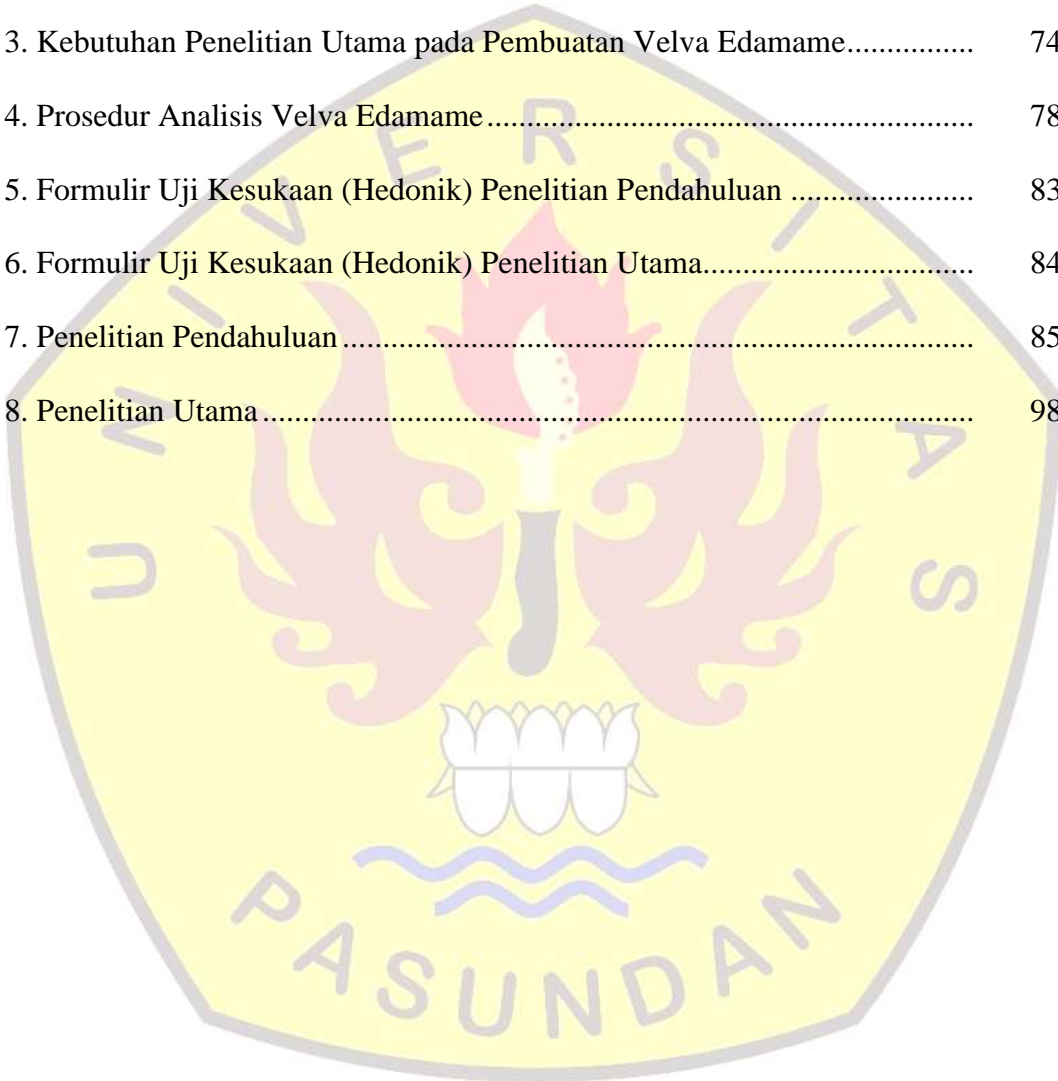 3. Kebutuhan Penelitian Utama pada Pembuatan Velva Edamame................ 74
4. Prosedur Analisis Velva Edamame............................................................ 78
5. Formulir Uji Kesukaan (Hedonik) Penelitian Pendahuluan ...................... 83
6. Formulir Uji Kesukaan (Hedonik) Penelitian Utama................................. 84
7. Penelitian Pendahuluan .............................................................................. 85
8. Penelitian Utama ........................................................................................ 98
UNIVERSITAS
PASUNDAN